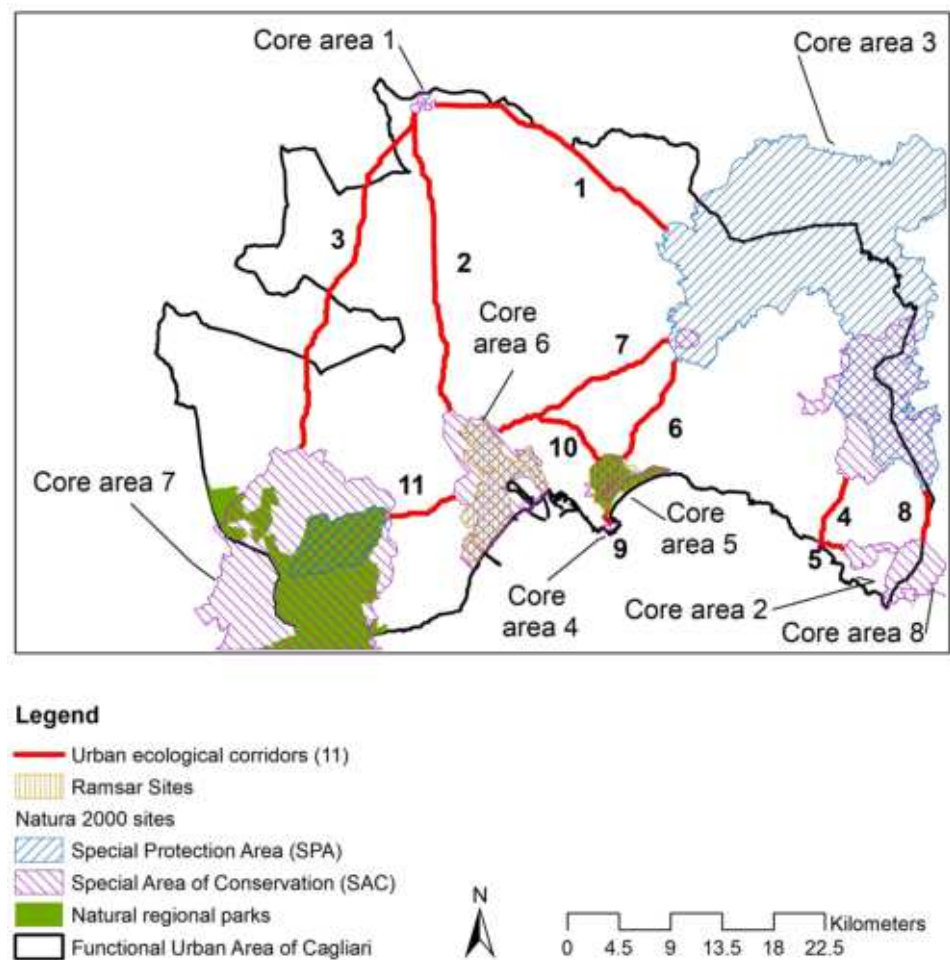 Core area 1
Core area 3
1
3
2
Core
area 6
7
6
10
Core area 7
11
4
8
Core
area 5
9
5
Core
area 4
Core area 2
Core area 8
Legend
Urban ecological corridors (11)
Ramsar Sites
Natura 2000 sites
Special Protection Area (SPA)
Special Area of Conservation (SAC)
Natural regional parks
Functional Urban Area of Cagliari
N
Kilometers
0 4.5 9 13.5 18 22.5